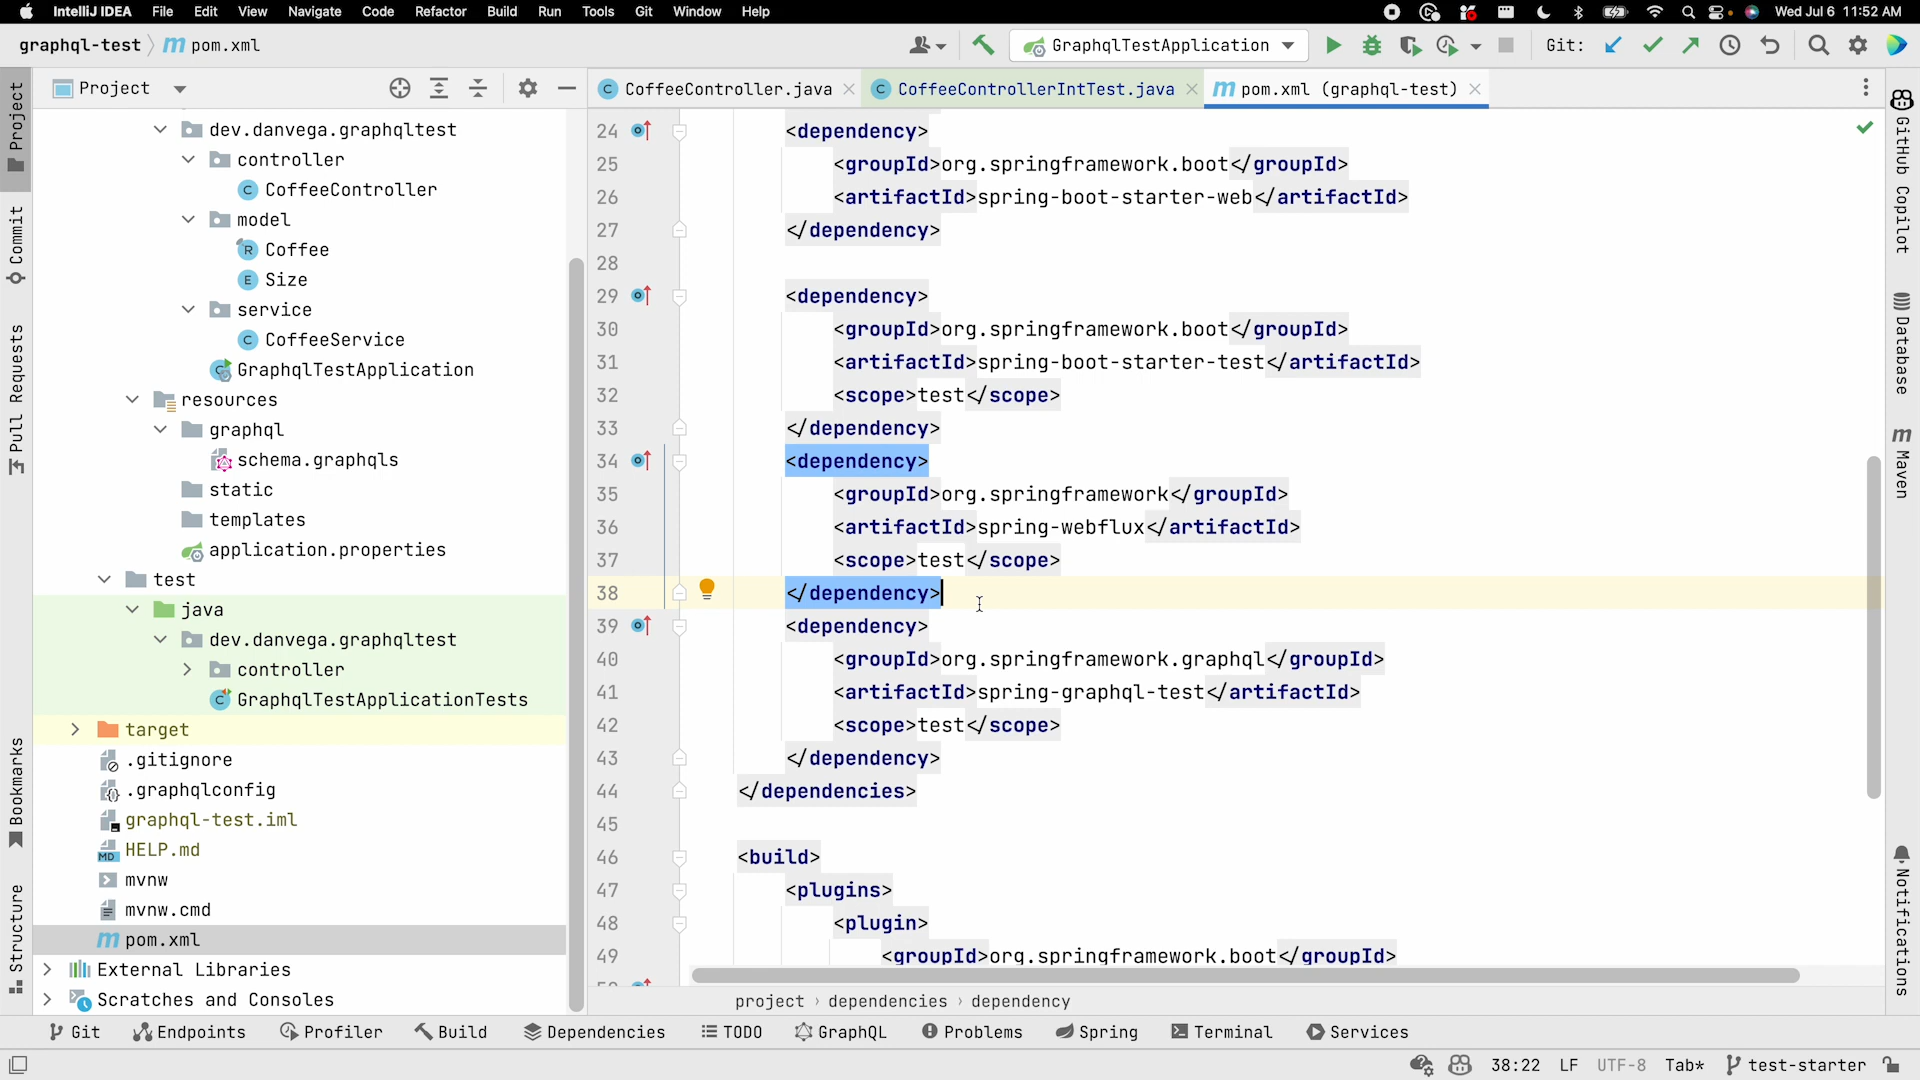 IntelliJ IDEA File Edit View Navigate Code Refactor Build Run Tools Git Window Help Wed Jul 6 11:52 AM
graphql-test pom.xml GraphqlTestApplication Git:
Project
CoffeeController.java CoffeeControllerIntTest.java pom.xml (graphql-test)
dev.danvega.graphqltest
controller
CoffeeController
model
Coffee
Size
service
CoffeeService
GraphqlTestApplication
resources
graphql
schema.graphqls
static
templates
application.properties
test
java
dev.danvega.graphqltest
controller
GraphqlTestApplicationTests
target
.gitignore
.graphqlconfig
graphql-test.iml
HELP.md
mvnw
mvnw.cmd
pom.xml
External Libraries
Scratches and Consoles
24 <dependency>
25 <groupId>org.springframework.boot</groupId>
26 <artifactId>spring-boot-starter-web</artifactId>
27 </dependency>
28
29 <dependency>
30 <groupId>org.springframework.boot</groupId>
31 <artifactId>spring-boot-starter-test</artifactId>
32 <scope>test</scope>
33 </dependency>
34 <dependency>
35 <groupId>org.springframework</groupId>
36 <artifactId>spring-webflux</artifactId>
37 <scope>test</scope>
38 </dependency>
39 <dependency>
40 <groupId>org.springframework.graphql</groupId>
41 <artifactId>spring-graphql-test</artifactId>
42 <scope>test</scope>
43 </dependency>
44 </dependencies>
45
46 <build>
47 <plugins>
48 <plugin>
49 <groupId>org.springframework.boot</groupId>
project › dependencies › dependency
Project
Commit
Pull Requests
Bookmarks
Structure
GitHub Copilot
Database
Maven
Notifications
Git Endpoints Profiler Build Dependencies TODO GraphQL Problems Spring Terminal Services
38:22 LF UTF-8 Tab* test-starter